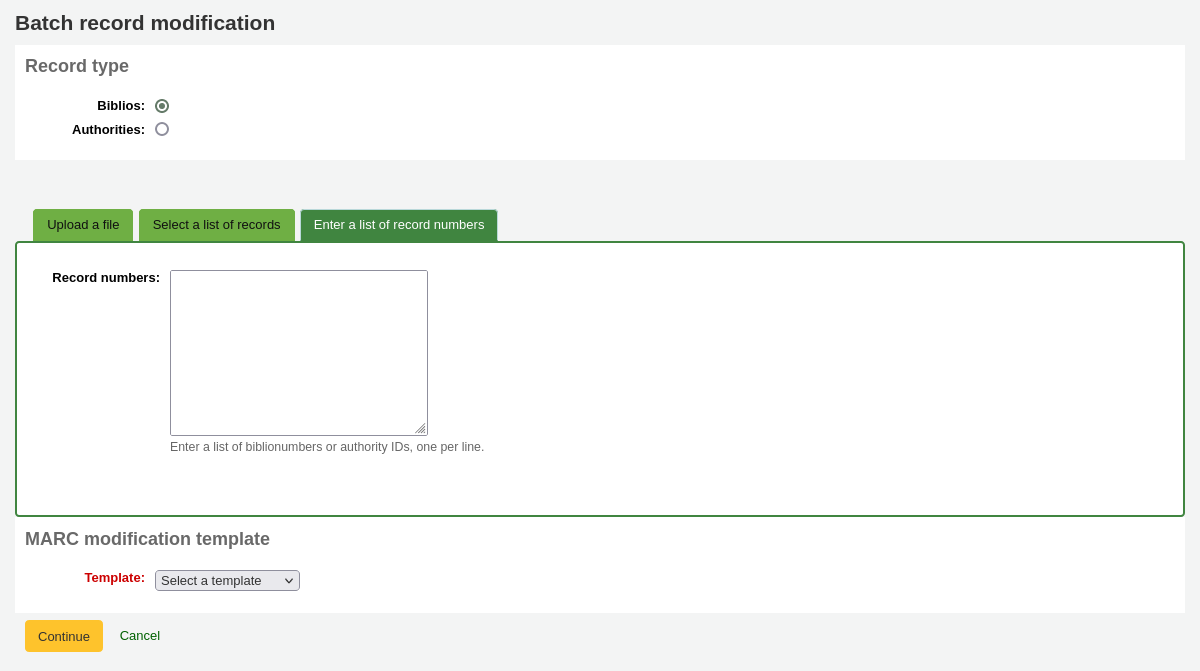 Batch record modification
Record type
Biblios:
Authorities:
Upload a file Select a list of records Enter a list of record numbers
Record numbers:
Enter a list of biblionumbers or authority IDs, one per line.
MARC modification template
Template: Select a template
Continue Cancel